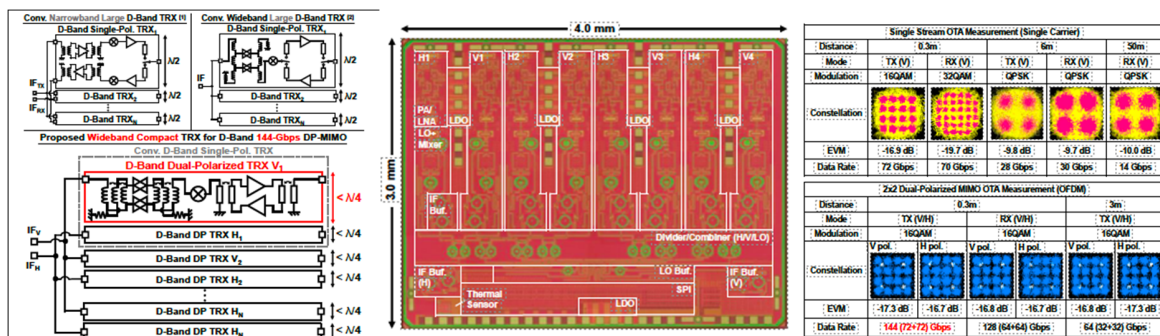 Conv. Narrowband Large D-Band TRX [1]
D-Band Single-Pol. TRX1
λ/2
IFTX
IFRX
D-Band TRX2
λ/2
D-Band TRXN
λ/2
Conv. Wideband Large D-Band TRX [2]
D-Band Single-Pol. TRX1
λ/2
IF
D-Band TRX2
λ/2
D-Band TRXN
λ/2
Proposed Wideband Compact TRX for D-Band 144-Gbps DP-MIMO
Conv. D-Band Single-Pol. TRX
D-Band Dual-Polarized TRX V1
< λ/4
IFV
IFH
D-Band DP TRX H1
< λ/4
D-Band DP TRX V2
< λ/4
D-Band DP TRX H2
< λ/4
D-Band DP TRX HN
< λ/4
D-Band DP TRX HN
< λ/4
4.0 mm
3.0 mm
H1 V1 H2 V2 H3 V3 H4 V4
PA/
LNA
LDO LDO LDO LDO
LO+
Mixer
IF
Buf.
Divider/Combiner (H/V/LO)
IF Buf.
(H)
LO Buf.
IF Buf.
(V)
SPI
Thermal
Sensor
LDO
Single Stream OTA Measurement (Single Carrier)
Distance 0.3m 6m 50m
Mode TX (V) RX (V) TX (V) RX (V) RX (V)
Modulation 16QAM 32QAM QPSK QPSK QPSK
Constellation
EVM -16.9 dB -19.7 dB -9.8 dB -9.7 dB -10.0 dB
Data Rate 72 Gbps 70 Gbps 28 Gbps 30 Gbps 14 Gbps
2x2 Dual-Polarized MIMO OTA Measurement (OFDM)
Distance 0.3m 3m
Mode TX (V/H) RX (V/H) TX (V/H)
Modulation 16QAM 16QAM 16QAM
V pol. H pol. V pol. H pol. V pol. H pol.
Constellation
EVM -17.3 dB -16.7 dB -16.8 dB -16.7 dB -16.8 dB -17.3 dB
Data Rate 144 (72+72) Gbps 128 (64+64) Gbps 64 (32+32) Gbps